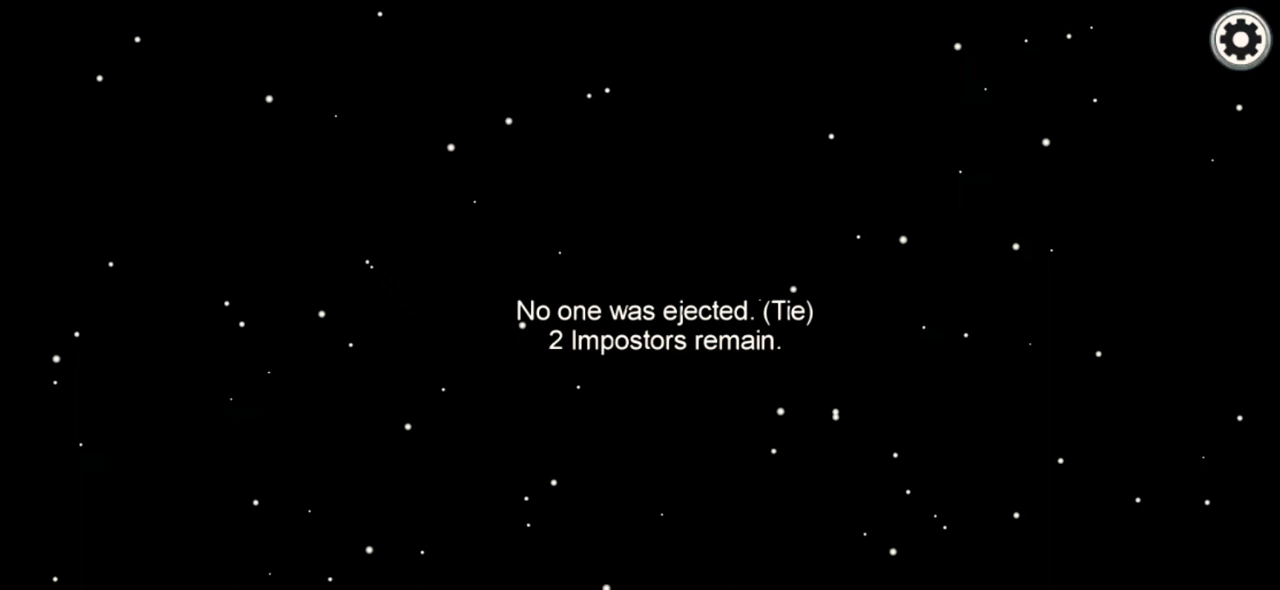 No one was ejected. (Tie)
2 Impostors remain.